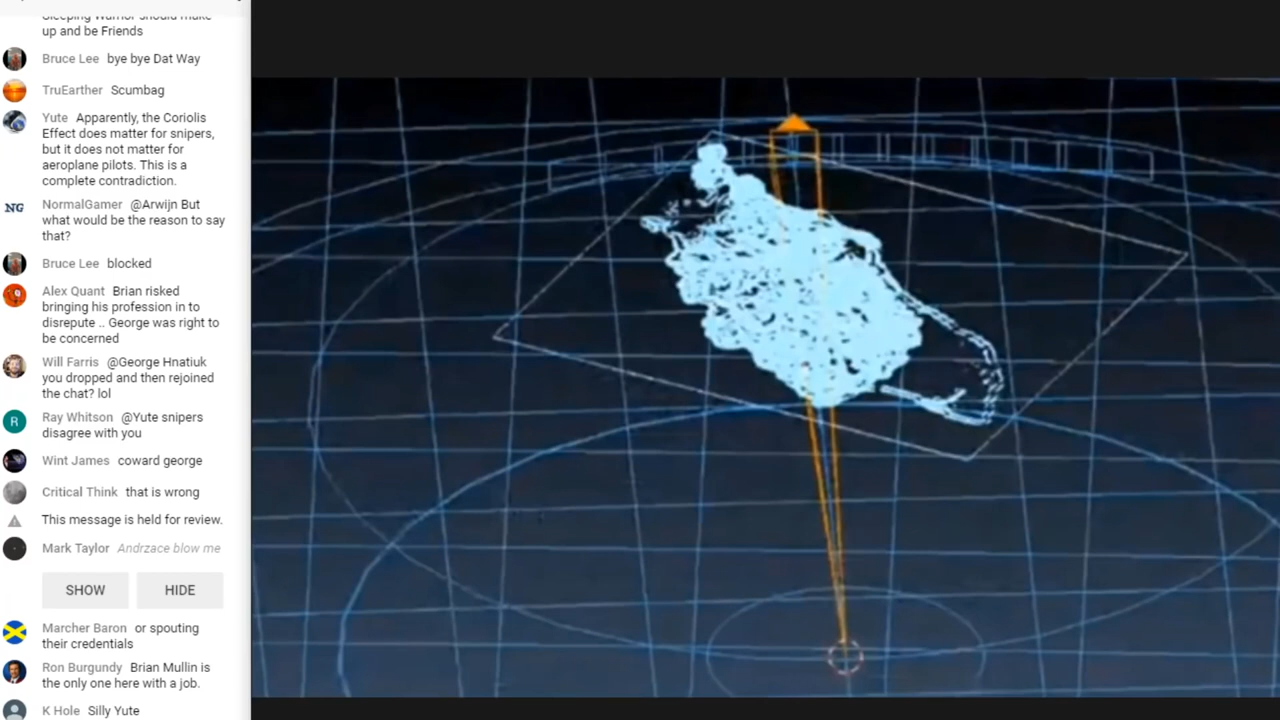 Sleeping Warrior should make
up and be Friends
Bruce Lee bye bye Dat Way
TruEarther Scumbag
Yute Apparently, the Coriolis
Effect does matter for snipers,
but it does not matter for
aeroplane pilots. This is a
complete contradiction.
NG
NormalGamer @Arwijn But
what would be the reason to say
that?
Bruce Lee blocked
Alex Quant Brian risked
bringing his profession in to
disrepute .. George was right to
be concerned
Will Farris @George Hnatiuk
you dropped and then rejoined
the chat? lol
R
Ray Whitson @Yute snipers
disagree with you
Wint James coward george
Critical Think that is wrong
This message is held for review.
Mark Taylor Andrzace blow me
SHOW HIDE
Marcher Baron or spouting
their credentials
Ron Burgundy Brian Mullin is
the only one here with a job.
K Hole Silly Yute